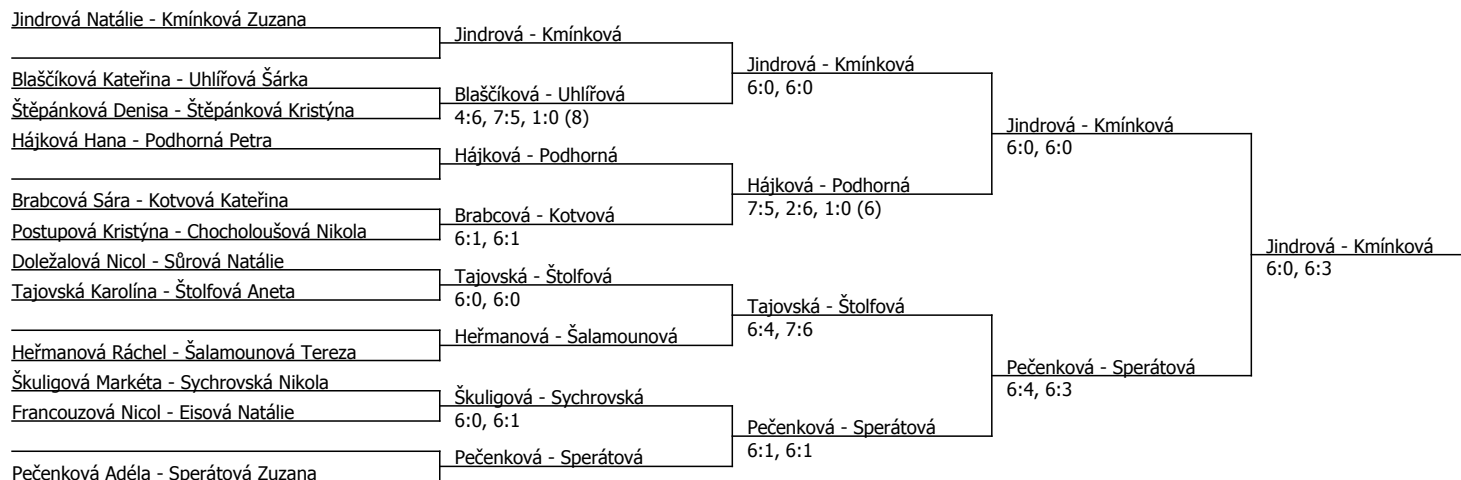 Jindrová Natálie - Kmínková Zuzana
Blaščíková Kateřina - Uhlířová Šárka
Štěpánková Denisa - Štěpánková Kristýna
Hájková Hana - Podhorná Petra
Brabcová Sára - Kotvová Kateřina
Postupová Kristýna - Chocholoušová Nikola
Doležalová Nicol - Sůrová Natálie
Tajovská Karolína - Štolfová Aneta
Heřmanová Ráchel - Šalamounová Tereza
Škuligová Markéta - Sychrovská Nikola
Francouzová Nicol - Eisová Natálie
Pečenková Adéla - Sperátová Zuzana
Jindrová - Kmínková
Blaščíková - Uhlířová
4:6, 7:5, 1:0 (8)
Hájková - Podhorná
Brabcová - Kotvová
6:1, 6:1
Tajovská - Štolfová
6:0, 6:0
Heřmanová - Šalamounová
Škuligová - Sychrovská
6:0, 6:1
Pečenková - Sperátová
Jindrová - Kmínková
6:0, 6:0
Hájková - Podhorná
7:5, 2:6, 1:0 (6)
Tajovská - Štolfová
6:4, 7:6
Pečenková - Sperátová
6:1, 6:1
Jindrová - Kmínková
6:0, 6:0
Pečenková - Sperátová
6:4, 6:3
Jindrová - Kmínková
6:0, 6:3